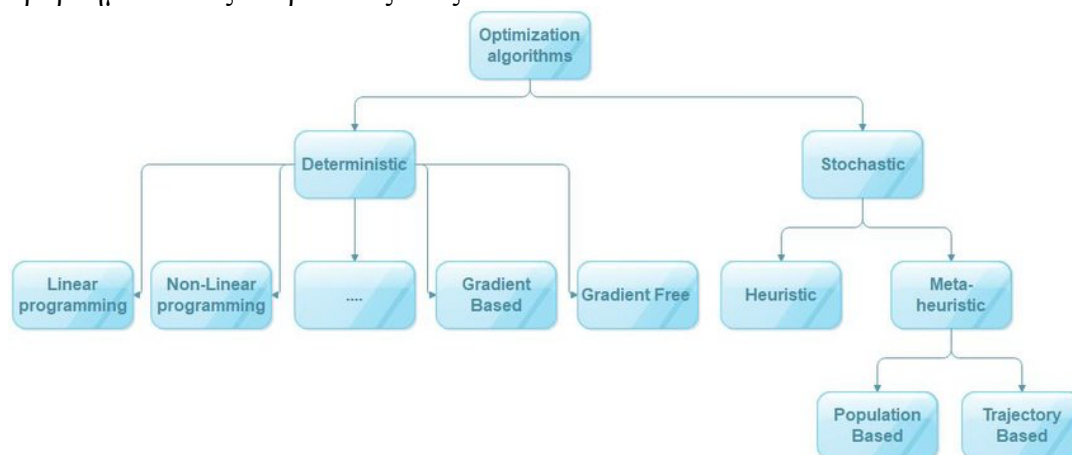 Optimization
algorithms
Deterministic
Stochastic
Linear
programming
Non-Linear
programming
....
Gradient
Based
Gradient Free
Heuristic
Meta-
heuristic
Population
Based
Trajectory
Based